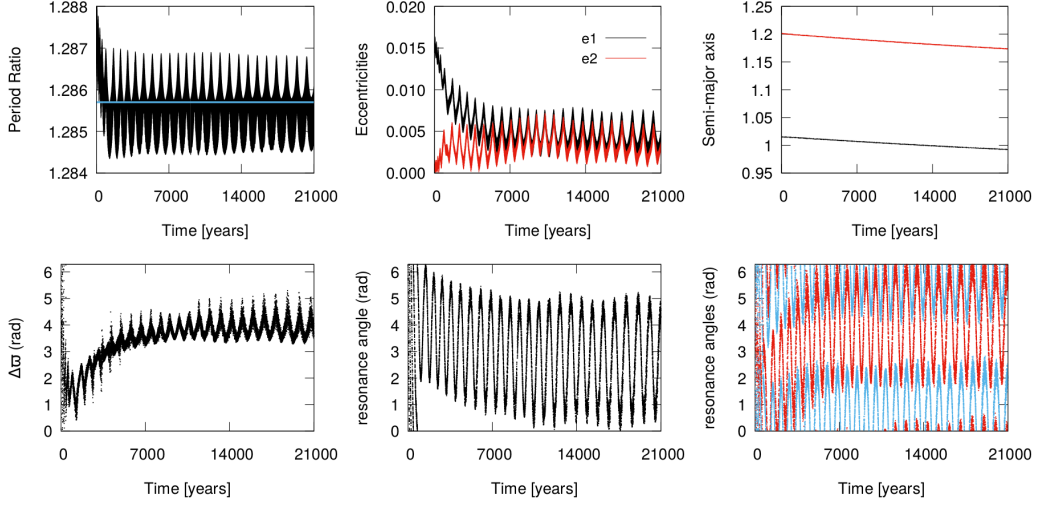 Period Ratio
1.288
1.287
1.286
1.285
1.284
0 7000 14000 21000
Time [years]
Eccentricities
0.020
0.015
0.010
0.005
0.000
e1
e2
0 7000 14000 21000
Time [years]
Semi-major axis
1.25
1.2
1.15
1.1
1.05
1
0.95
0 7000 14000 21000
Time [years]
Δϖ (rad)
6
5
4
3
2
1
0
0 7000 14000 21000
Time [years]
resonance angle (rad)
6
5
4
3
2
1
0
0 7000 14000 21000
Time [years]
resonance angles (rad)
6
5
4
3
2
1
0
0 7000 14000 21000
Time [years]